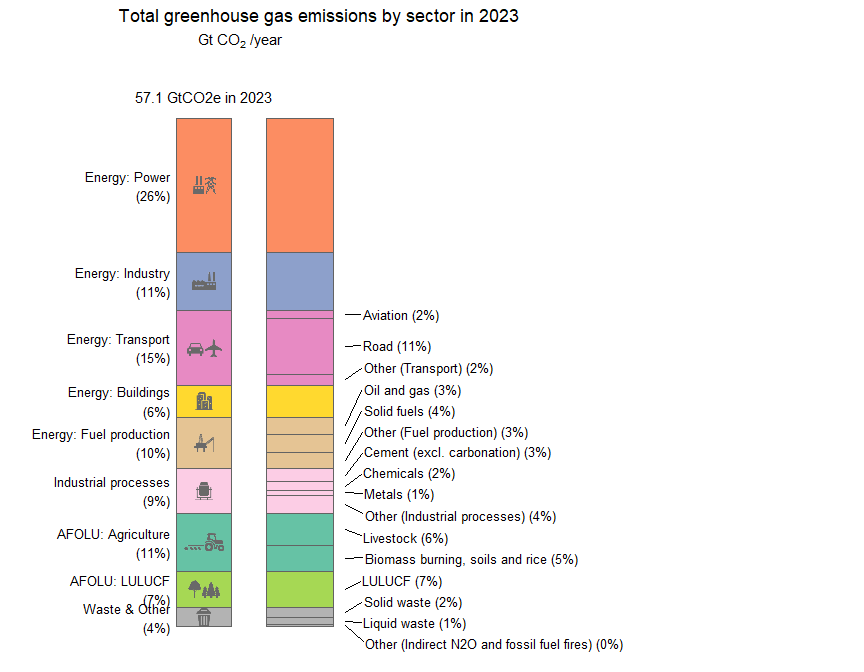 Total greenhouse gas emissions by sector in 2023
Gt CO₂ /year
57.1 GtCO2e in 2023
Energy: Power
(26%)
Energy: Industry
(11%)
Energy: Transport
(15%)
Energy: Buildings
(6%)
Energy: Fuel production
(10%)
Industrial processes
(9%)
AFOLU: Agriculture
(11%)
AFOLU: LULUCF
(7%)
Waste & Other
(4%)
Aviation (2%)
Road (11%)
Other (Transport) (2%)
Oil and gas (3%)
Solid fuels (4%)
Other (Fuel production) (3%)
Cement (excl. carbonation) (3%)
Chemicals (2%)
Metals (1%)
Other (Industrial processes) (4%)
Livestock (6%)
Biomass burning, soils and rice (5%)
LULUCF (7%)
Solid waste (2%)
Liquid waste (1%)
Other (Indirect N2O and fossil fuel fires) (0%)